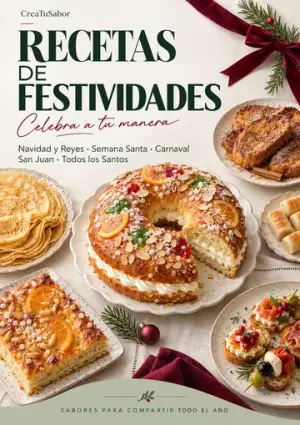 CreaTuSabor
RECETAS
DE
FESTIVIDADES
Celebra a tu manera
Navidad y Reyes • Semana Santa • Carnaval
San Juan • Todos los Santos
SABORES PARA COMPARTIR TODO EL AÑO